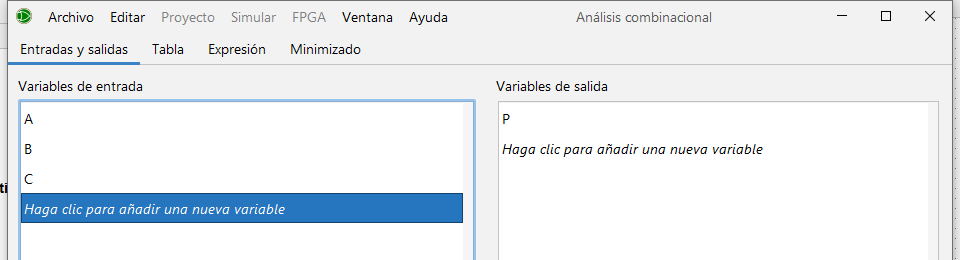 Archivo Editar Proyecto Simular FPGA Ventana Ayuda Análisis combinacional
Entradas y salidas Tabla Expresión Minimizado
Variables de entrada
A
B
C
Haga clic para añadir una nueva variable
Variables de salida
P
Haga clic para añadir una nueva variable
ti